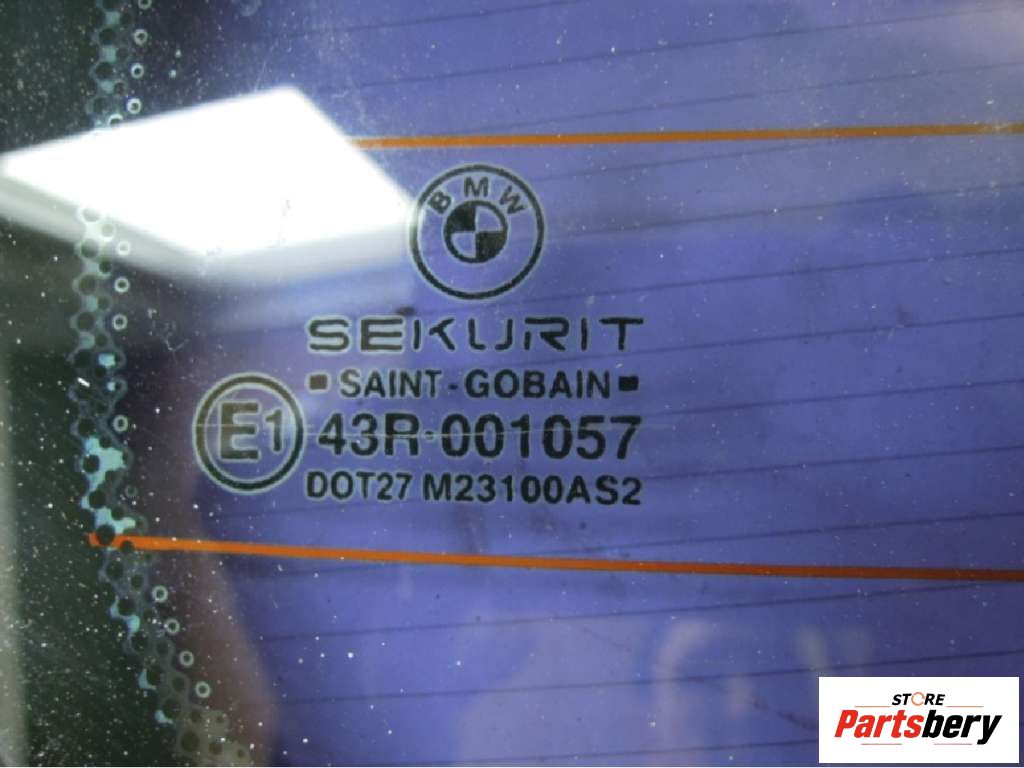 BMW
SEKURIT
SAINT-GOBAIN
E1
43R-001057
DOT27 M23100AS2
STORE
Partsbery